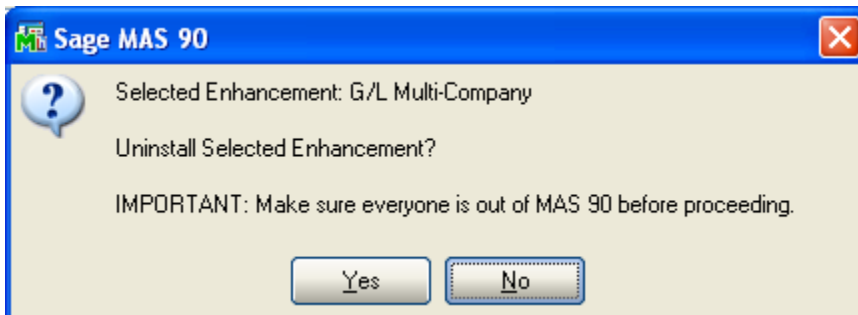 Sage MAS 90
Selected Enhancement: G/L Multi-Company
Uninstall Selected Enhancement?
IMPORTANT: Make sure everyone is out of MAS 90 before proceeding.
Yes No